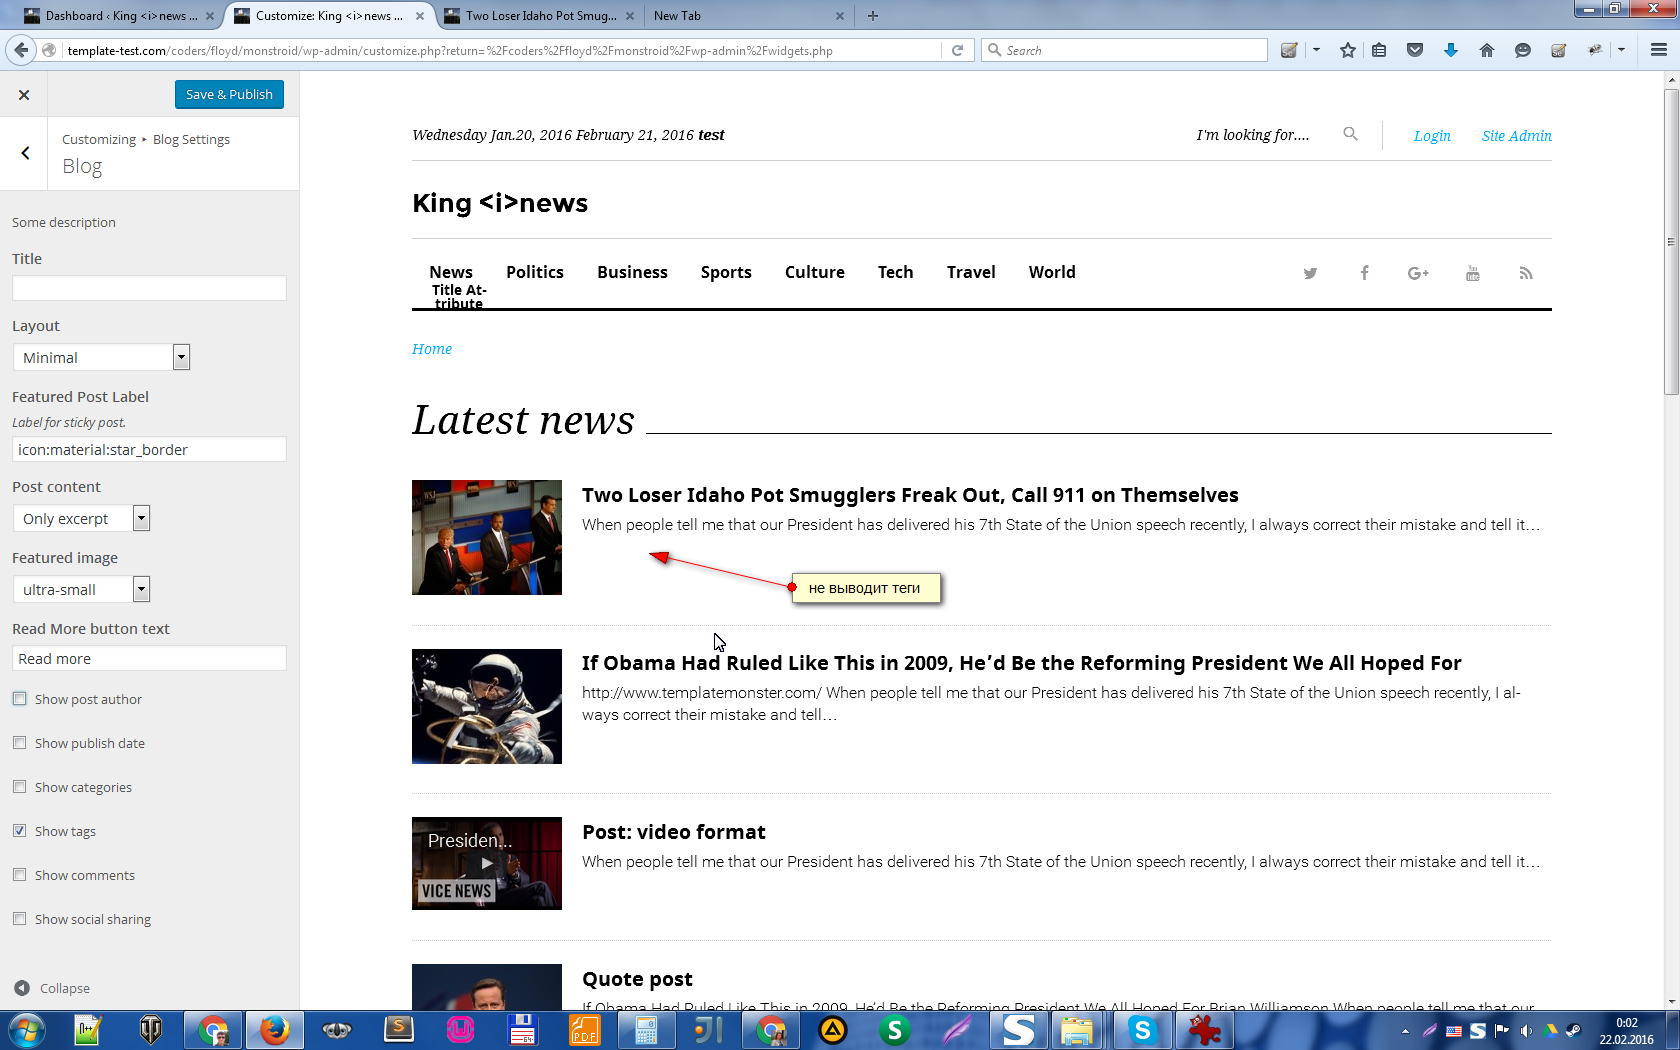 Dashboard ‹ King <i>news ...
Customize: King <i>news ...
Two Loser Idaho Pot Smug...
New Tab
template-test.com/coders/floyd/monstroid/wp-admin/customize.php?return=%2Fcoders%2Ffloyd%2Fmonstroid%2Fwp-admin%2Fwidgets.php
Search
Save & Publish
Customizing ▸ Blog Settings
Blog
Some description
Title
Layout
Minimal
Featured Post Label
Label for sticky post.
icon:material:star_border
Post content
Only excerpt
Featured image
ultra-small
Read More button text
Read more
Show post author
Show publish date
Show categories
Show tags
Show comments
Show social sharing
Collapse
Wednesday Jan.20, 2016 February 21, 2016 test
I'm looking for....
Login
Site Admin
King <i>news
News
Politics
Business
Sports
Culture
Tech
Travel
World
Title At-
tribute
Home
Latest news
Two Loser Idaho Pot Smugglers Freak Out, Call 911 on Themselves
When people tell me that our President has delivered his 7th State of the Union speech recently, I always correct their mistake and tell it…
не выводит теги
If Obama Had Ruled Like This in 2009, He’d Be the Reforming President We All Hoped For
http://www.templatemonster.com/ When people tell me that our President has delivered his 7th State of the Union speech recently, I al-
ways correct their mistake and tell…
Presiden...
VICE NEWS
Post: video format
When people tell me that our President has delivered his 7th State of the Union speech recently, I always correct their mistake and tell it…
Quote post
If Obama Had Ruled Like This in 2009, He’d Be the Reforming President We All Hoped For Brian Williamson When people tell me that our
0:02
22.02.2016